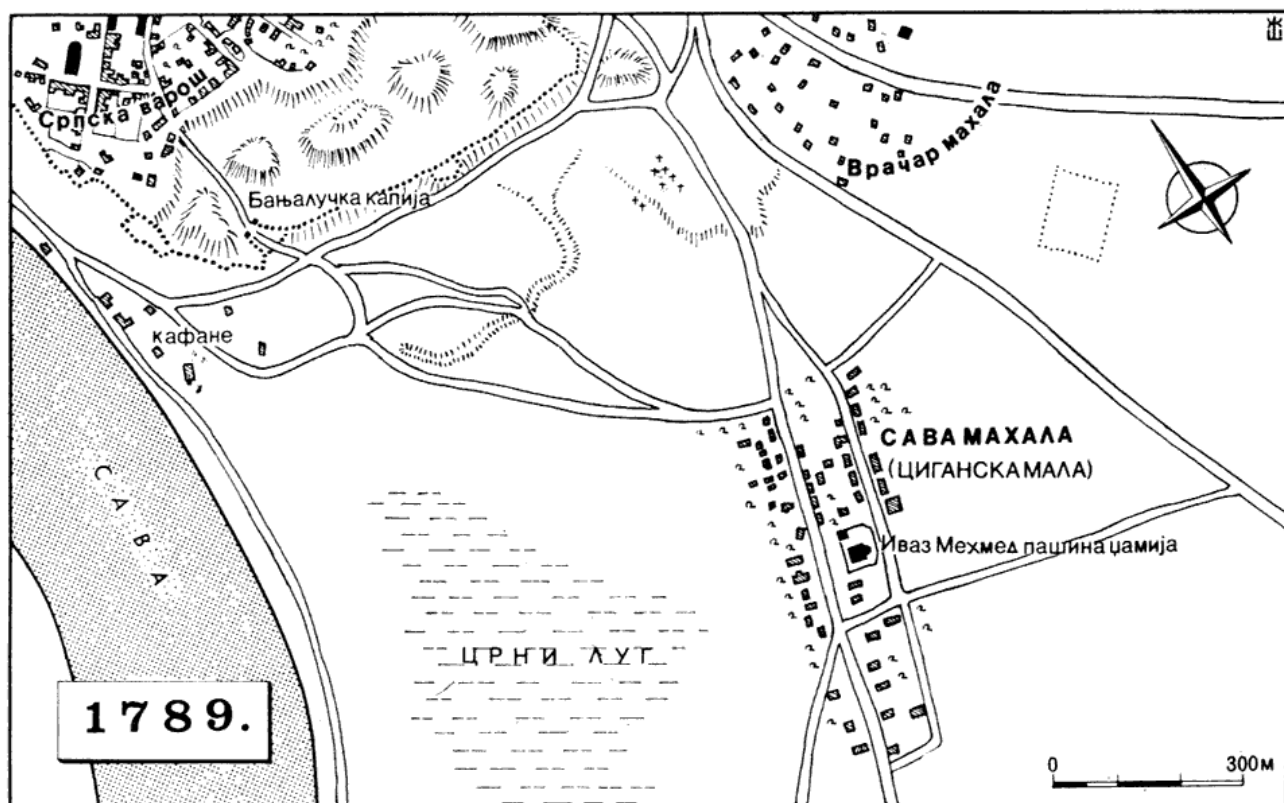 Српска варош
Врачар махала
Бањалучка капија
кафане
САВА МАХАЛА
(ЦИГАНСКА МАЛА)
САВА
Иваз Мехмед пашина џамија
ЦРНИ ЛУГ
1789.
0 300м